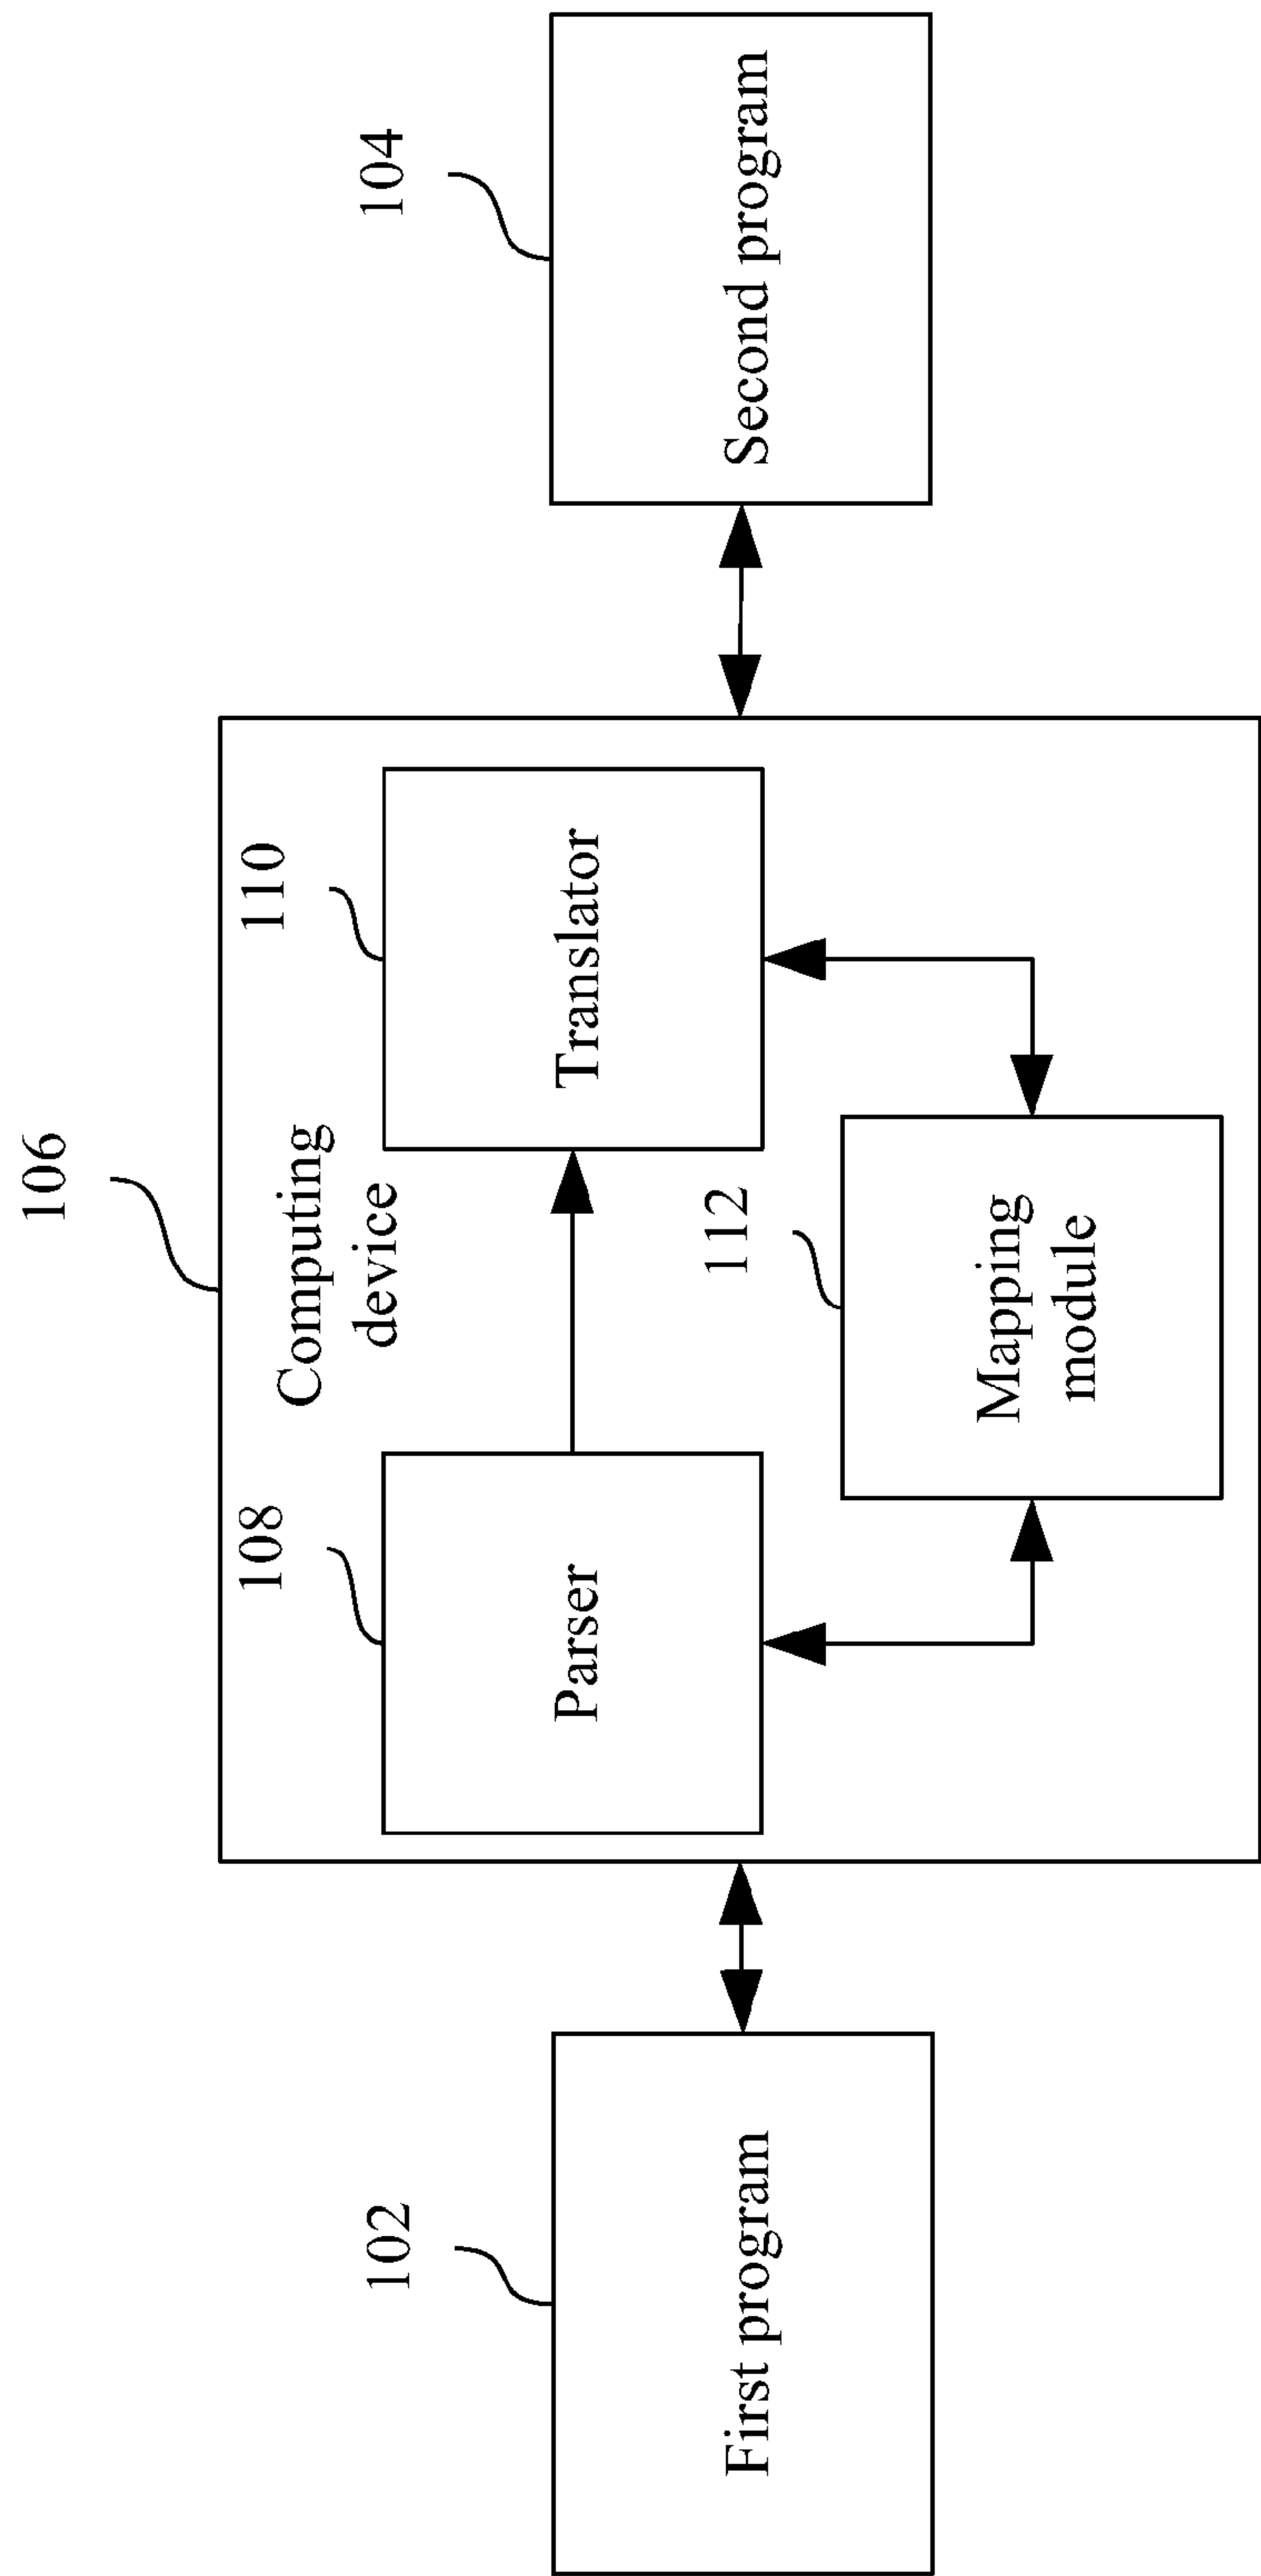 106
Computing
device
102
108
110
104
First program
Parser
Translator
Second program
112
Mapping
module